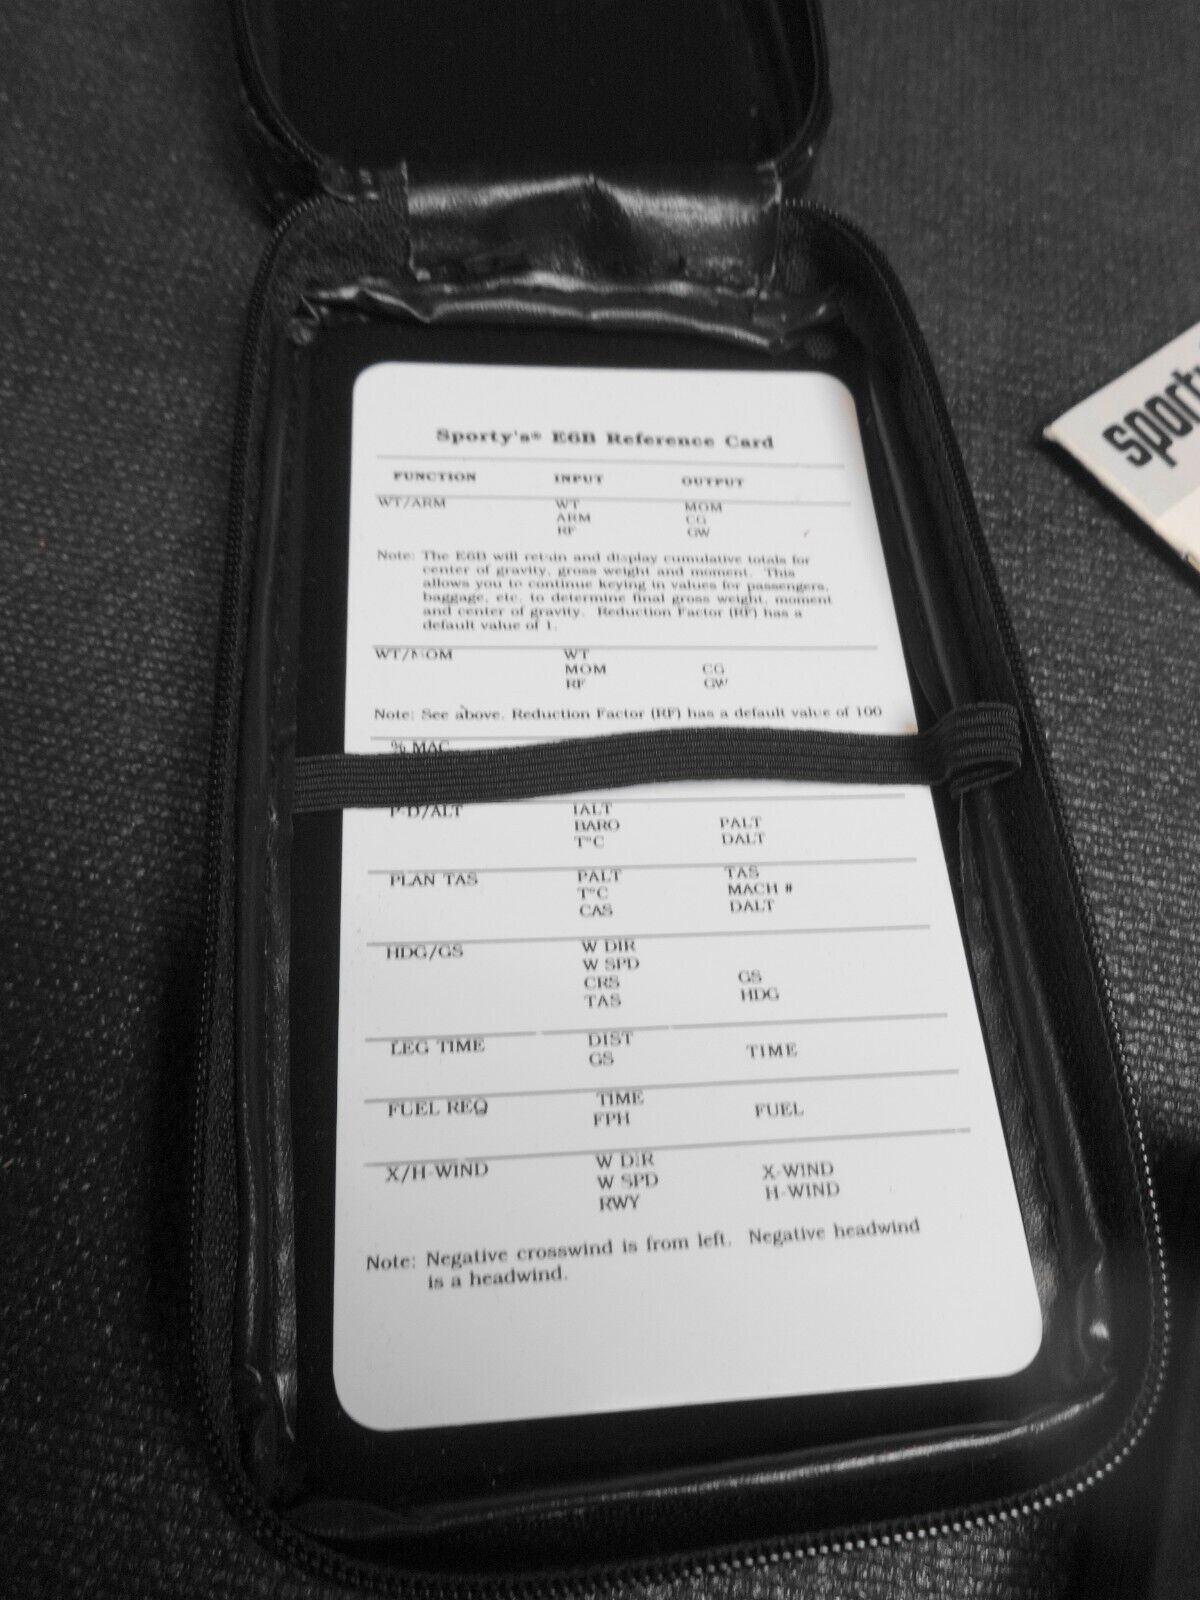 Sporty's® E6B Reference Card
FUNCTION INPUT OUTPUT
WT/ARM WT MOM
ARM CG
RF GW
Note: The E6B will retain and display cumulative totals for
center of gravity, gross weight and moment. This
allows you to continue keying in values for passengers,
baggage, etc. to determine final gross weight, moment
and center of gravity. Reduction Factor (RF) has a
default value of 1.
WT/MOM WT
MOM CG
RF GW
Note: See above. Reduction Factor (RF) has a default value of 100
% MAC
P-D/ALT IALT
BARO PALT
T°C DALT
PLAN TAS PALT TAS
T°C MACH #
CAS DALT
HDG/GS W DIR
W SPD
CRS GS
TAS HDG
LEG TIME DIST
GS TIME
FUEL REQ TIME
FPH FUEL
X/H-WIND W DIR X-WIND
W SPD H-WIND
RWY
Note: Negative crosswind is from left. Negative headwind
is a headwind.